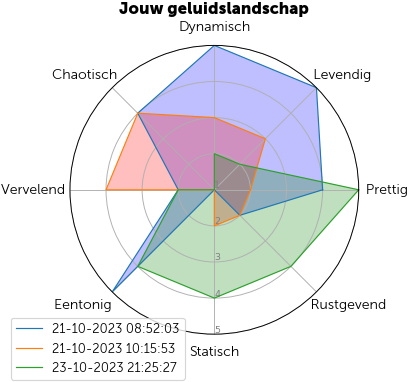 Jouw geluidslandschap
Dynamisch
Chaotisch
Levendig
Vervelend
Prettig
2
3
4
5
Eentonig
Rustgevend
Statisch
21-10-2023 08:52:03
21-10-2023 10:15:53
23-10-2023 21:25:27